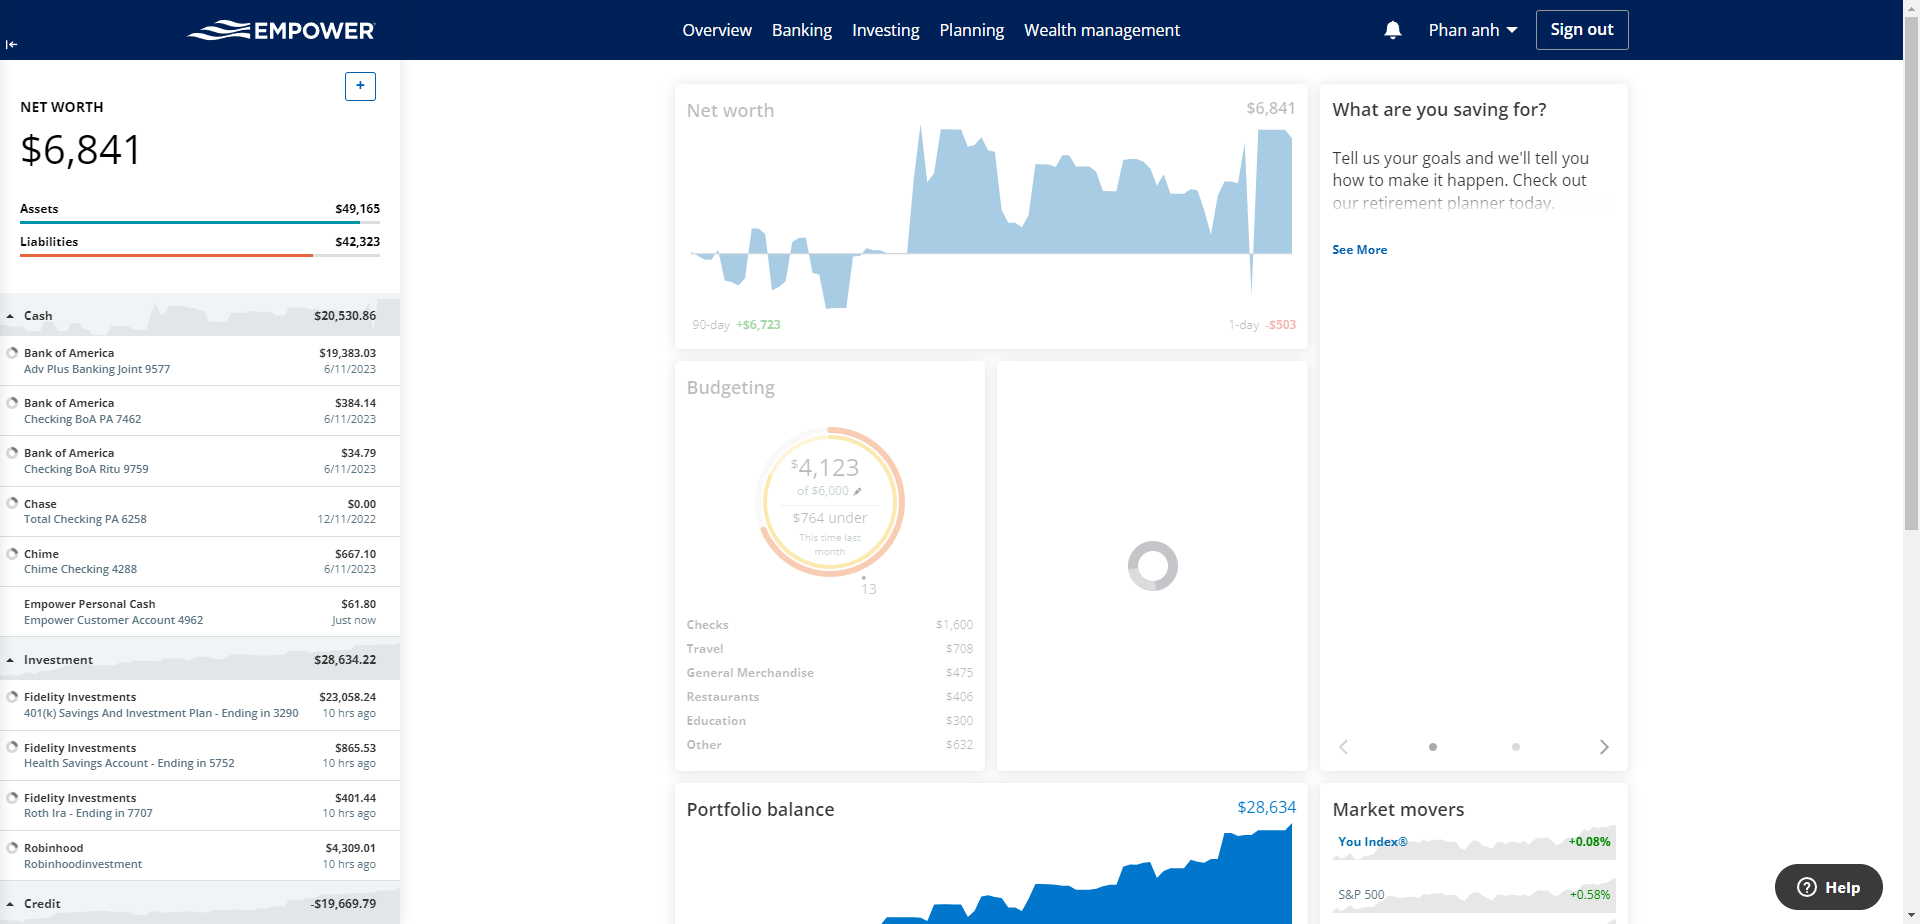 EMPOWER
Overview Banking Investing Planning Wealth management
Phan anh
Sign out
+
NET WORTH
$6,841
Assets $49,165
Liabilities $42,323
Cash $20,530.86
Bank of America $19,383.03
Adv Plus Banking Joint 9577 6/11/2023
Bank of America $384.14
Checking BoA PA 7462 6/11/2023
Bank of America $34.79
Checking BoA Ritu 9759 6/11/2023
Chase $0.00
Total Checking PA 6258 12/11/2022
Chime $667.10
Chime Checking 4288 6/11/2023
Empower Personal Cash $61.80
Empower Customer Account 4962 Just now
Investment $28,634.22
Fidelity Investments $23,058.24
401(k) Savings And Investment Plan - Ending in 3290 10 hrs ago
Fidelity Investments $865.53
Health Savings Account - Ending in 5752 10 hrs ago
Fidelity Investments $401.44
Roth Ira - Ending in 7707 10 hrs ago
Robinhood $4,309.01
Robinhoodinvestment 10 hrs ago
Credit -$19,669.79
Net worth $6,841
90-day +$6,723 1-day -$503
Budgeting
$4,123
of $6,000
$764 under
This time last
month
13
Checks $1,600
Travel $708
General Merchandise $475
Restaurants $406
Education $300
Other $632
What are you saving for?
Tell us your goals and we'll tell you
how to make it happen. Check out
our retirement planner today.
See More
Portfolio balance $28,634
Market movers
You Index® +0.08%
S&P 500 +0.58%
? Help